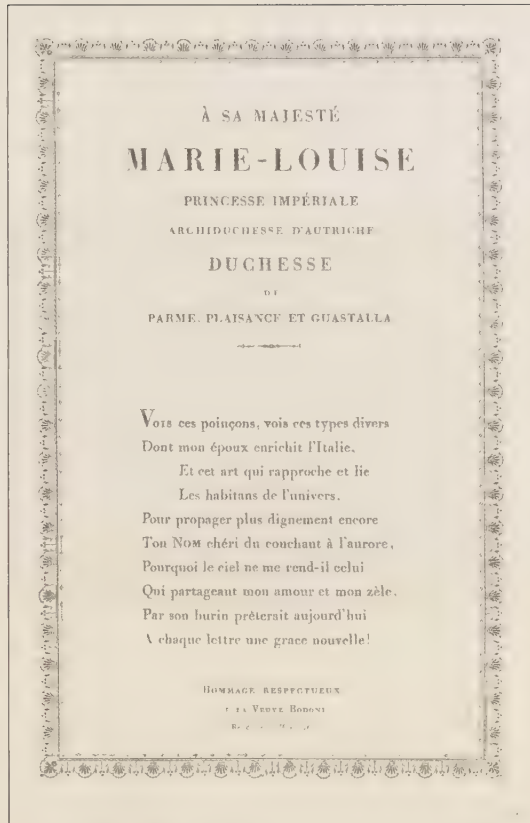 À SA MAJESTÉ
MARIE-LOUISE
PRINCESSE IMPÉRIALE
ARCHIDUCHESSE D'AUTRICHE
DUCHESSE
DE
PARME, PLAISANCE ET GUASTALLA
VOIS ces poinçons, vois ces types divers
Dont mon époux enrichit l'Italie,
Et cet art qui rapproche et lie
Les habitans de l'univers.
Pour propager plus dignement encore
Ton NOM chéri du couchant à l'aurore,
Pourquoi le ciel ne me rend-il celui
Qui partageant mon amour et mon zèle,
Par son burin prêterait aujourd'hui
A chaque lettre une grace nouvelle!
HOMMAGE RESPECTUEUX
LA VEUVE BODONI